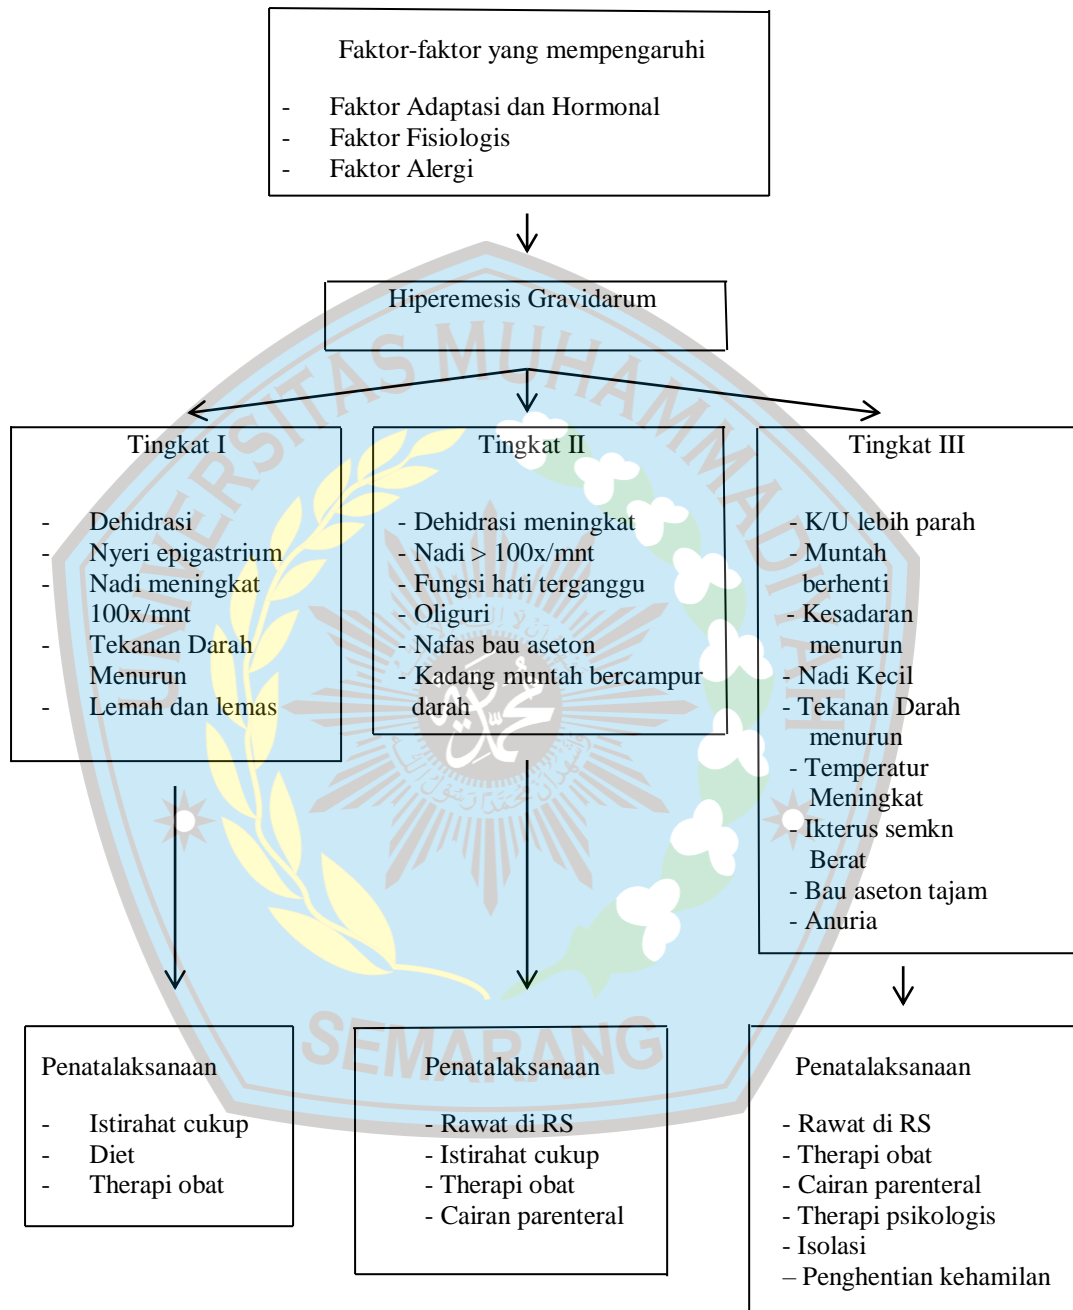 Faktor-faktor yang mempengaruhi
- Faktor Adaptasi dan Hormonal
- Faktor Fisiologis
- Faktor Alergi
Hiperemesis Gravidarum
Tingkat I
- Dehidrasi
- Nyeri epigastrium
- Nadi meningkat
100x/mnt
- Tekanan Darah
Menurun
- Lemah dan lemas
Tingkat II
- Dehidrasi meningkat
- Nadi > 100x/mnt
- Fungsi hati terganggu
- Oliguri
- Nafas bau aseton
- Kadang muntah bercampur
darah
Tingkat III
- K/U lebih parah
- Muntah
berhenti
- Kesadaran
menurun
- Nadi Kecil
- Tekanan Darah
menurun
- Temperatur
Meningkat
- Ikterus semkn
Berat
- Bau aseton tajam
- Anuria
Penatalaksanaan
- Istirahat cukup
- Diet
- Therapi obat
Penatalaksanaan
- Rawat di RS
- Istirahat cukup
- Therapi obat
- Cairan parenteral
Penatalaksanaan
- Rawat di RS
- Therapi obat
- Cairan parenteral
- Therapi psikologis
- Isolasi
– Penghentian kehamilan
UNIVERSITAS MUHAMMADIYAH
SEMARANG
محمد